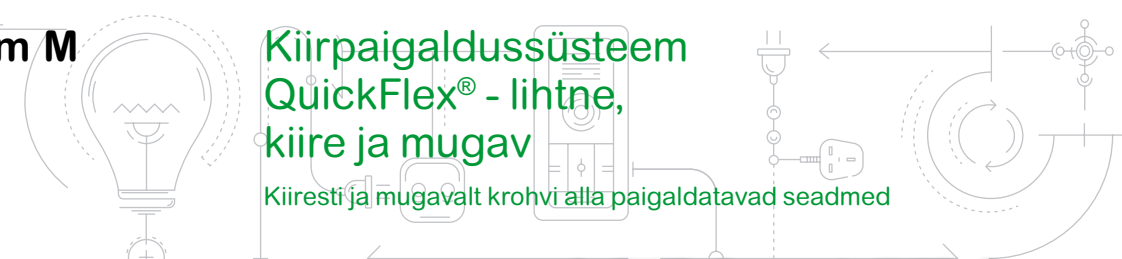 m M
Kiirpaigaldussüsteem
QuickFlex® - lihtne,
kiire ja mugav
Kiiresti ja mugavalt krohvi alla paigaldatavad seadmed